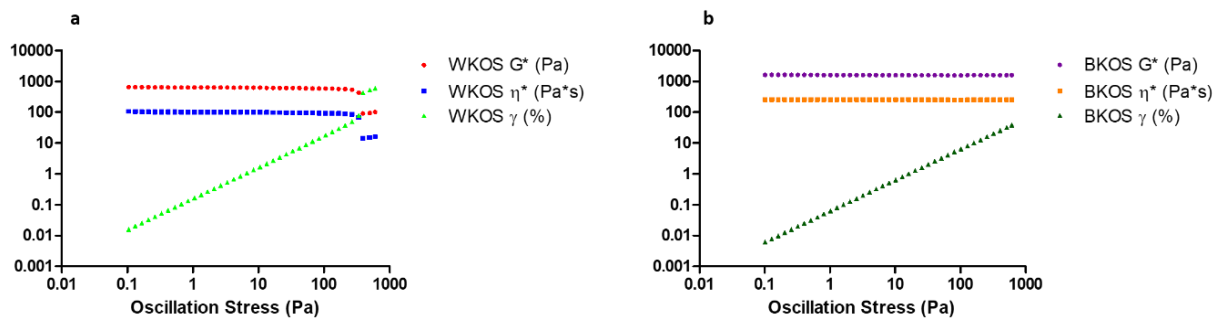 a
10000
1000
100
10
1
0.1
0.01
0.001
0.01 0.1 1 10 100 1000
Oscillation Stress (Pa)
WKOS G* (Pa)
WKOS η* (Pa*s)
WKOS γ (%)
b
10000
1000
100
10
1
0.1
0.01
0.001
0.01 0.1 1 10 100 1000
Oscillation Stress (Pa)
BKOS G* (Pa)
BKOS η* (Pa*s)
BKOS γ (%)